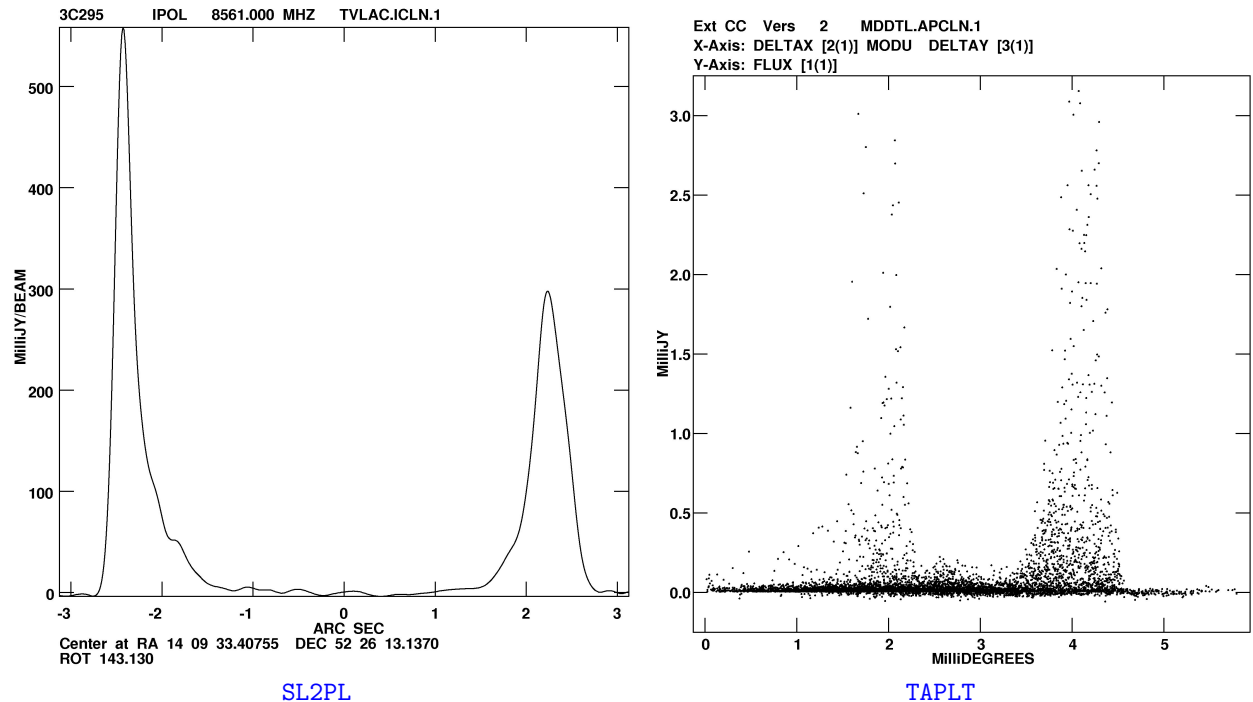 3C295 IPOL 8561.000 MHZ TVLAC.ICLN.1
500
400
300
200
100
0
MilliJY/BEAM
-3 -2 -1 0 1 2 3
ARC SEC
Center at RA 14 09 33.40755 DEC 52 26 13.1370
ROT 143.130
SL2PL
Ext CC Vers 2 MDDTL.APCLN.1
X-Axis: DELTAX [2(1)] MODU DELTAY [3(1)]
Y-Axis: FLUX [1(1)]
3.0
2.5
2.0
1.5
1.0
0.5
0.0
MilliJY
0 1 2 3 4 5
MilliDEGREES
TAPLT